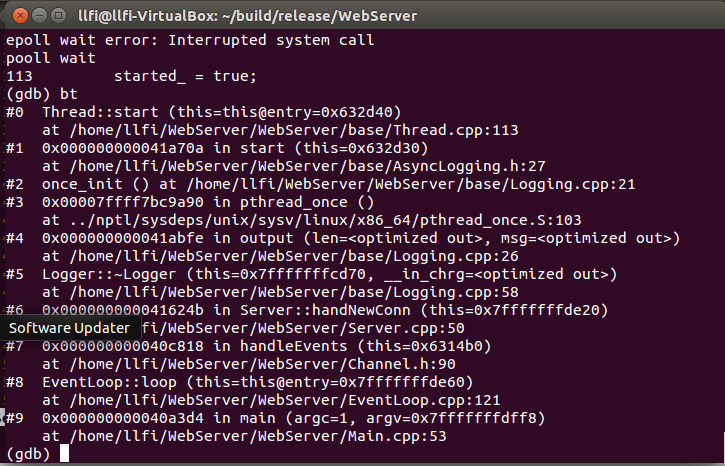 llfi@llfi-VirtualBox: ~/build/release/WebServer
epoll wait error: Interrupted system call
pooll wait
113 started_ = true;
(gdb) bt
#0 Thread::start (this=this@entry=0x632d40)
at /home/llfi/WebServer/WebServer/base/Thread.cpp:113
#1 0x000000000041a70a in start (this=0x632d30)
at /home/llfi/WebServer/WebServer/base/AsyncLogging.h:27
#2 once_init () at /home/llfi/WebServer/WebServer/base/Logging.cpp:21
#3 0x00007ffff7bc9a90 in pthread_once ()
at ../nptl/sysdeps/unix/sysv/linux/x86_64/pthread_once.S:103
#4 0x000000000041abfe in output (len=<optimized out>, msg=<optimized out>)
at /home/llfi/WebServer/WebServer/base/Logging.cpp:26
#5 Logger::~Logger (this=0x7fffffffcd70, __in_chrg=<optimized out>)
at /home/llfi/WebServer/WebServer/base/Logging.cpp:58
#6 0x000000000041624b in Server::handNewConn (this=0x7fffffffde20)
Software Updater fi/WebServer/WebServer/Server.cpp:50
#7 0x000000000040c818 in handleEvents (this=0x6314b0)
at /home/llfi/WebServer/WebServer/Channel.h:90
#8 EventLoop::loop (this=this@entry=0x7fffffffde60)
at /home/llfi/WebServer/WebServer/EventLoop.cpp:121
#9 0x000000000040a3d4 in main (argc=1, argv=0x7fffffffdff8)
at /home/llfi/WebServer/WebServer/Main.cpp:53
(gdb)